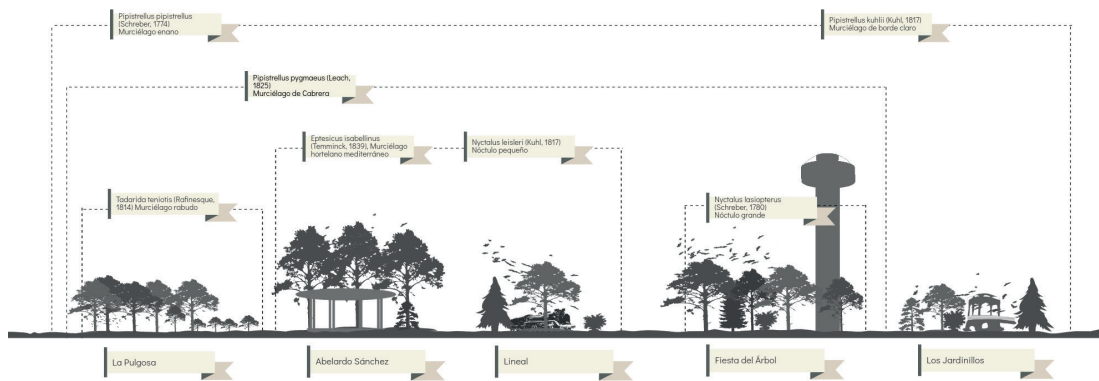 Pipistrellus pipistrellus
(Schreber, 1774)
Murciélago enano
Pipistrellus kuhlii (Kuhl, 1817)
Murciélago de borde claro
Pipistrellus pygmaeus (Leach,
1825)
Murciélago de Cabrera
Eptesicus isabellinus
(Temminck, 1839), Murciélago
hortelano mediterráneo
Nyctalus leisleri (Kuhl, 1817)
Nóctulo pequeño
Tadarida teniotis (Rafinesque,
1814) Murciélago rabudo
Nyctalus lasiopterus
(Schreber, 1780)
Nóctulo grande
La Pulgosa
Abelardo Sánchez
Lineal
Fiesta del Árbol
Los Jardinillos